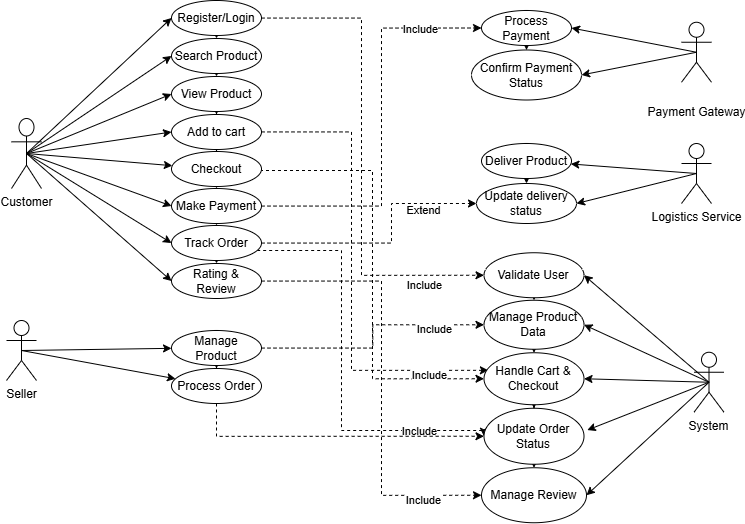 Register/Login
Search Product
View Product
Add to cart
Checkout
Make Payment
Track Order
Rating &
Review
Customer
Manage
Product
Process Order
Seller
Include
Extend
Include
Include
Include
Include
Include
Process
Payment
Confirm Payment
Status
Payment Gateway
Deliver Product
Update delivery
status
Logistics Service
Validate User
Manage Product
Data
Handle Cart &
Checkout
Update Order
Status
Manage Review
System